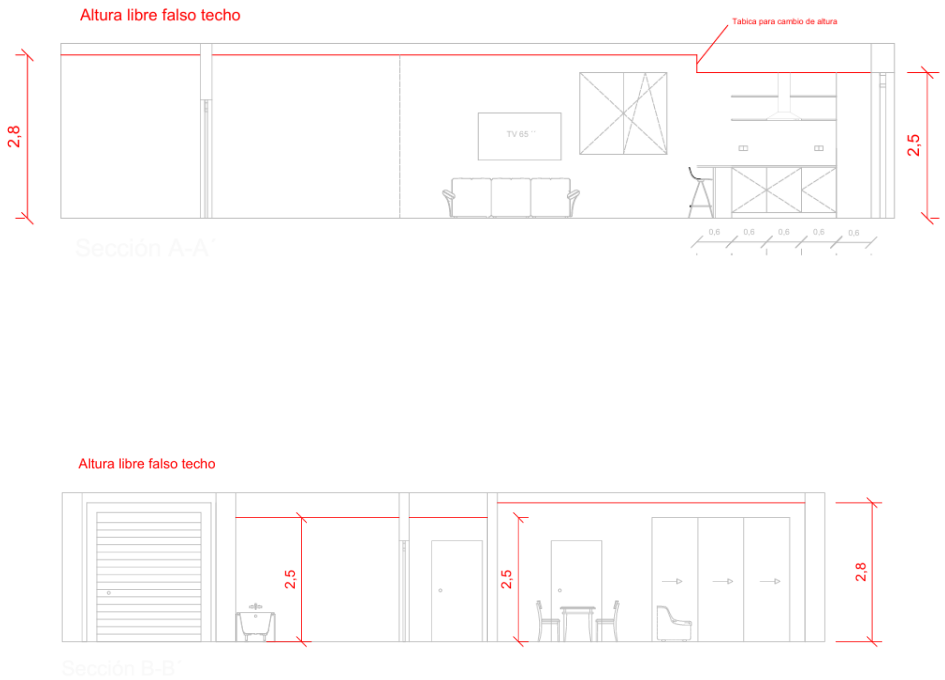 Altura libre falso techo
Tabica para cambio de altura
2,8
TV 65 ´´
2,5
0,6 0,6 0,6 0,6 0,6
Sección A-A´
Altura libre falso techo
2,5
2,5
2,8
Sección B-B´